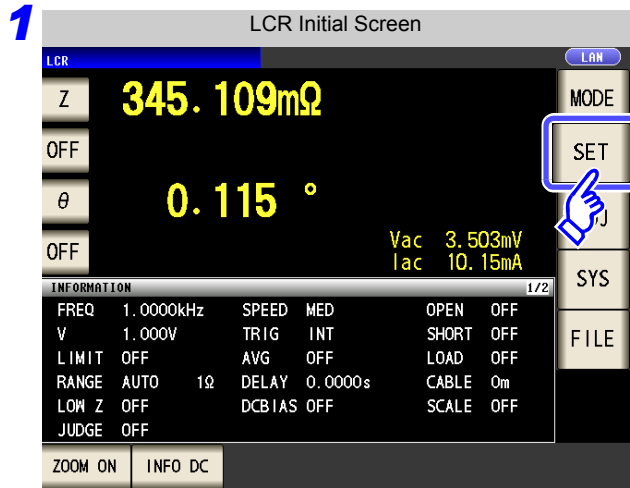 1
LCR Initial Screen
LCR
LAN
Z
345.109mΩ
MODE
OFF
SET
θ
0.115 °
OFF
Vac 3.503mV
Iac 10.15mA
SYS
INFORMATION 1/2
FREQ 1.0000kHz SPEED MED OPEN OFF
V 1.000V TRIG INT SHORT OFF
FILE
LIMIT OFF AVG OFF LOAD OFF
RANGE AUTO 1Ω DELAY 0.0000s CABLE 0m
LOW Z OFF DCBIAS OFF SCALE OFF
JUDGE OFF
ZOOM ON INFO DC